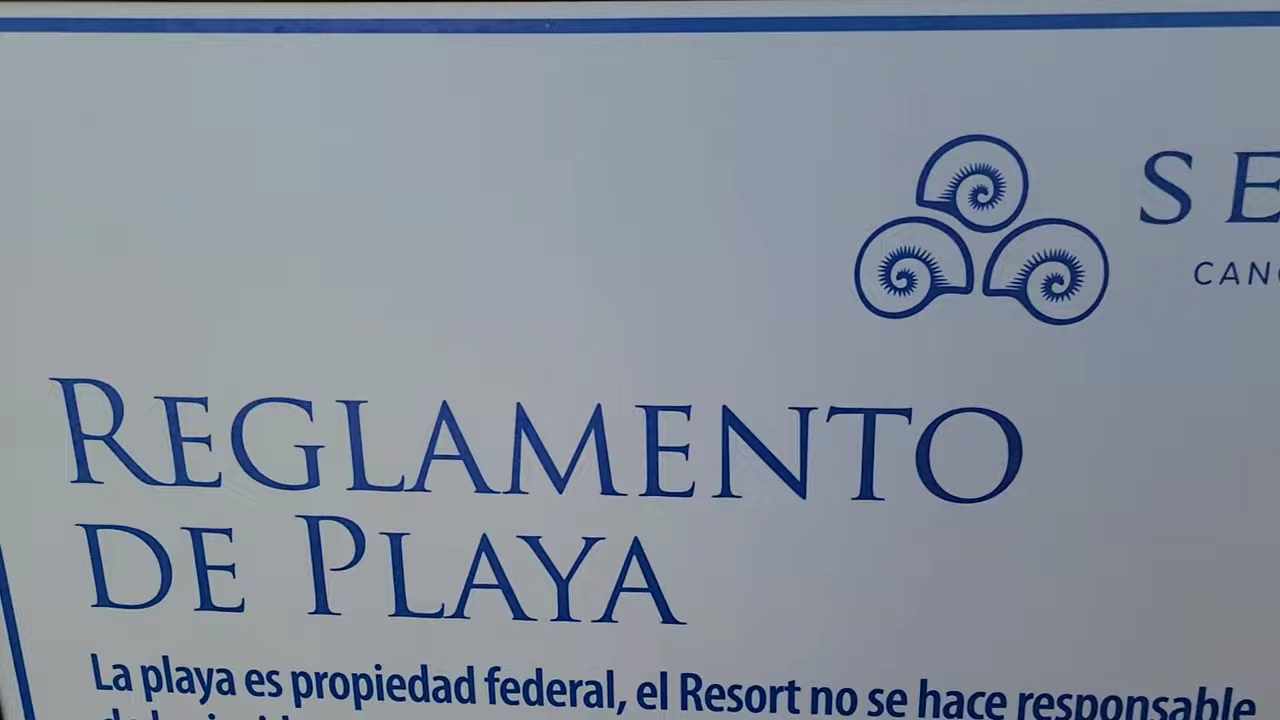 SE
CAN
REGLAMENTO
DE PLAYA
La playa es propiedad federal, el Resort no se hace responsable